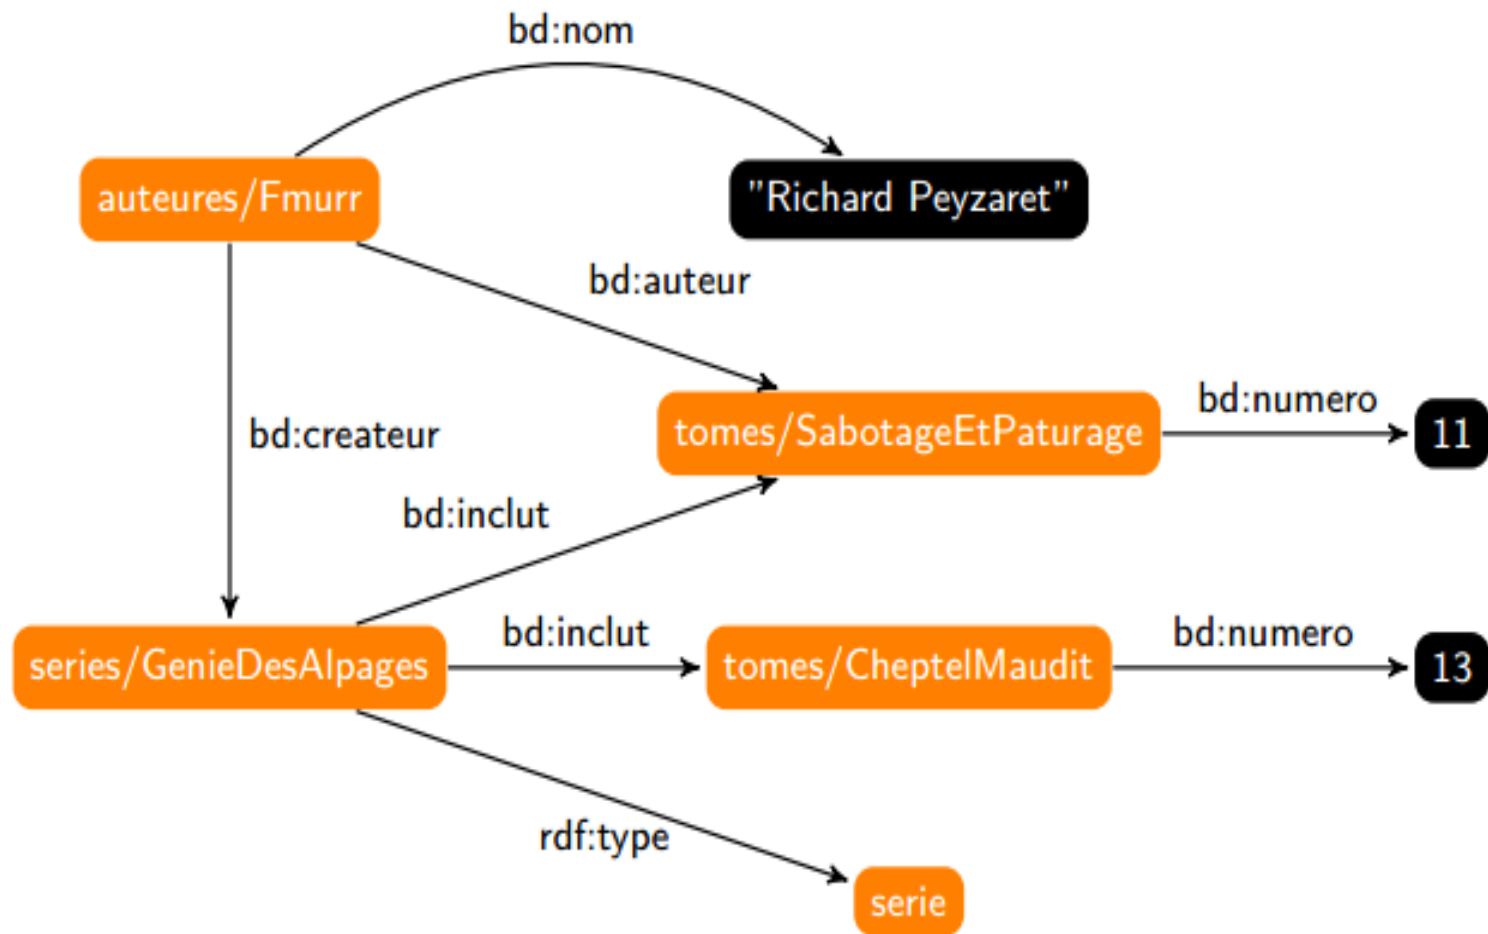 bd:nom
auteures/Fmurr
"Richard Peyzaret"
bd:auteur
bd:numero
bd:createur
tomes/SabotageEtPaturage
11
bd:inclut
bd:inclut
bd:numero
series/GenieDesAlpages
tomes/CheptelMaudit
13
rdf:type
serie